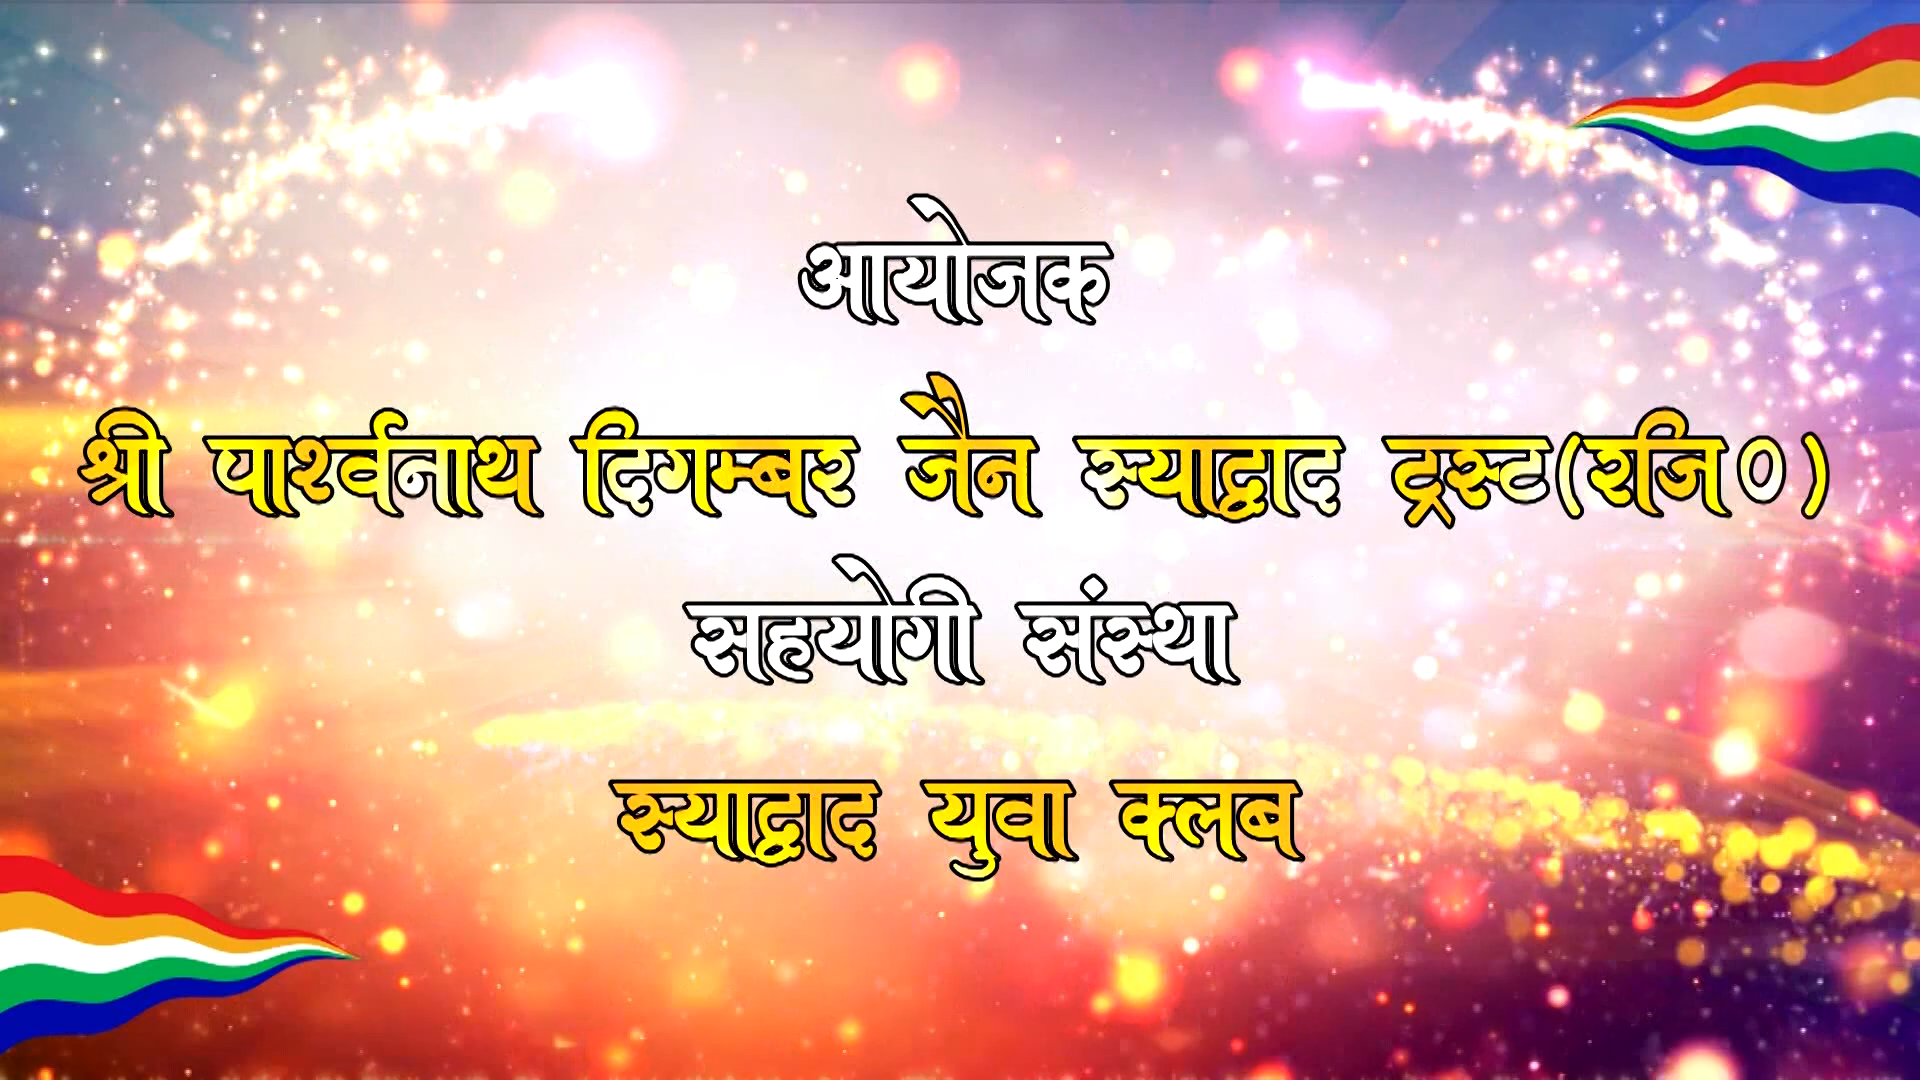 आयोजक
श्री पार्श्वनाथ दिगम्बर जैन स्याद्वाद ट्रस्ट(रजि०)
सहयोगी संस्था
स्याद्वाद युवा क्लब